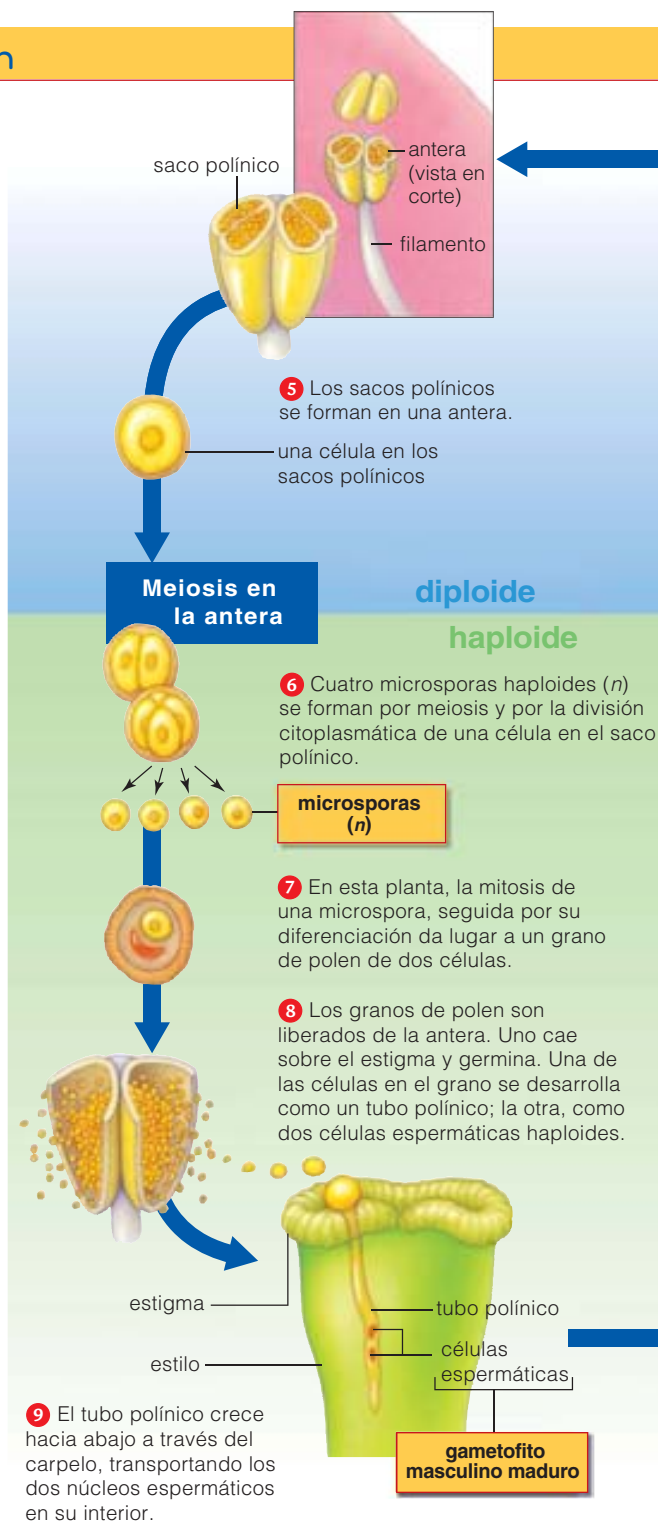 n
saco polínico
antera
(vista en
corte)
filamento
5 Los sacos polínicos
se forman en una antera.
una célula en los
sacos polínicos
Meiosis en
la antera
diploide
haploide
6 Cuatro microsporas haploides (n)
se forman por meiosis y por la división
citoplasmática de una célula en el saco
polínico.
microsporas
(n)
7 En esta planta, la mitosis de
una microspora, seguida por su
diferenciación da lugar a un grano
de polen de dos células.
8 Los granos de polen son
liberados de la antera. Uno cae
sobre el estigma y germina. Una de
las células en el grano se desarrolla
como un tubo polínico; la otra, como
dos células espermáticas haploides.
estigma
tubo polínico
estilo
células
espermáticas
9 El tubo polínico crece
hacia abajo a través del
carpelo, transportando los
dos núcleos espermáticos
en su interior.
gametofito
masculino maduro